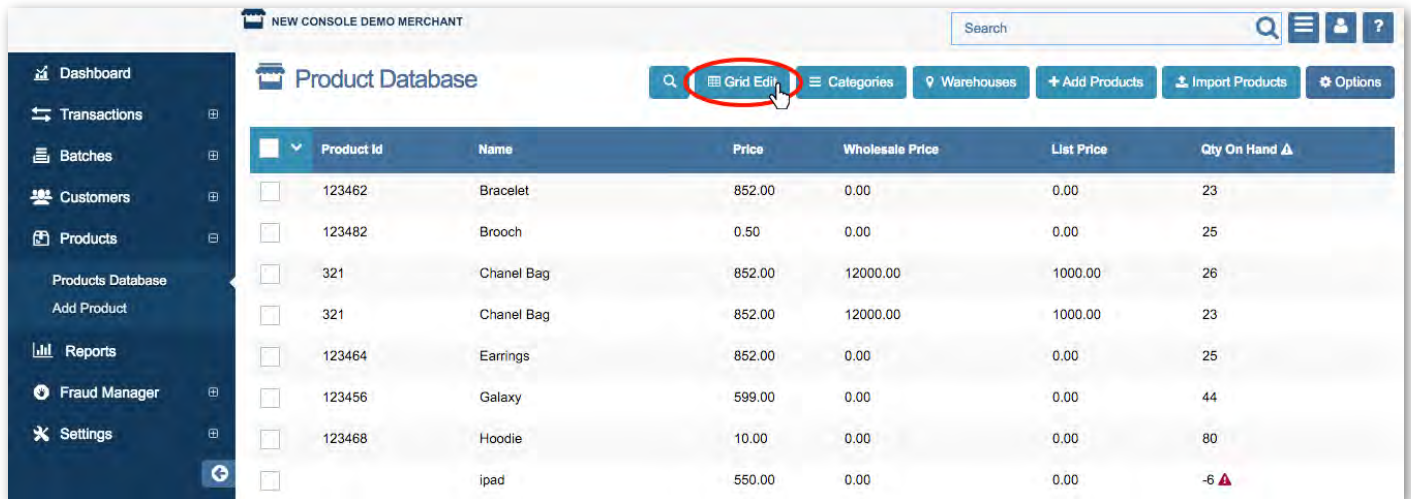 NEW CONSOLE DEMO MERCHANT
Search
?
Dashboard
Transactions
Batches
Customers
Products
Products Database
Add Product
Reports
Fraud Manager
Settings
Product Database
Grid Edit
Categories
Warehouses
+ Add Products
Import Products
Options
Product Id Name Price Wholesale Price List Price Qty On Hand
123462 Bracelet 852.00 0.00 0.00 23
123482 Brooch 0.50 0.00 0.00 25
321 Chanel Bag 852.00 12000.00 1000.00 26
321 Chanel Bag 852.00 12000.00 1000.00 23
123464 Earrings 852.00 0.00 0.00 25
123456 Galaxy 599.00 0.00 0.00 44
123468 Hoodie 10.00 0.00 0.00 80
ipad 550.00 0.00 0.00 -6